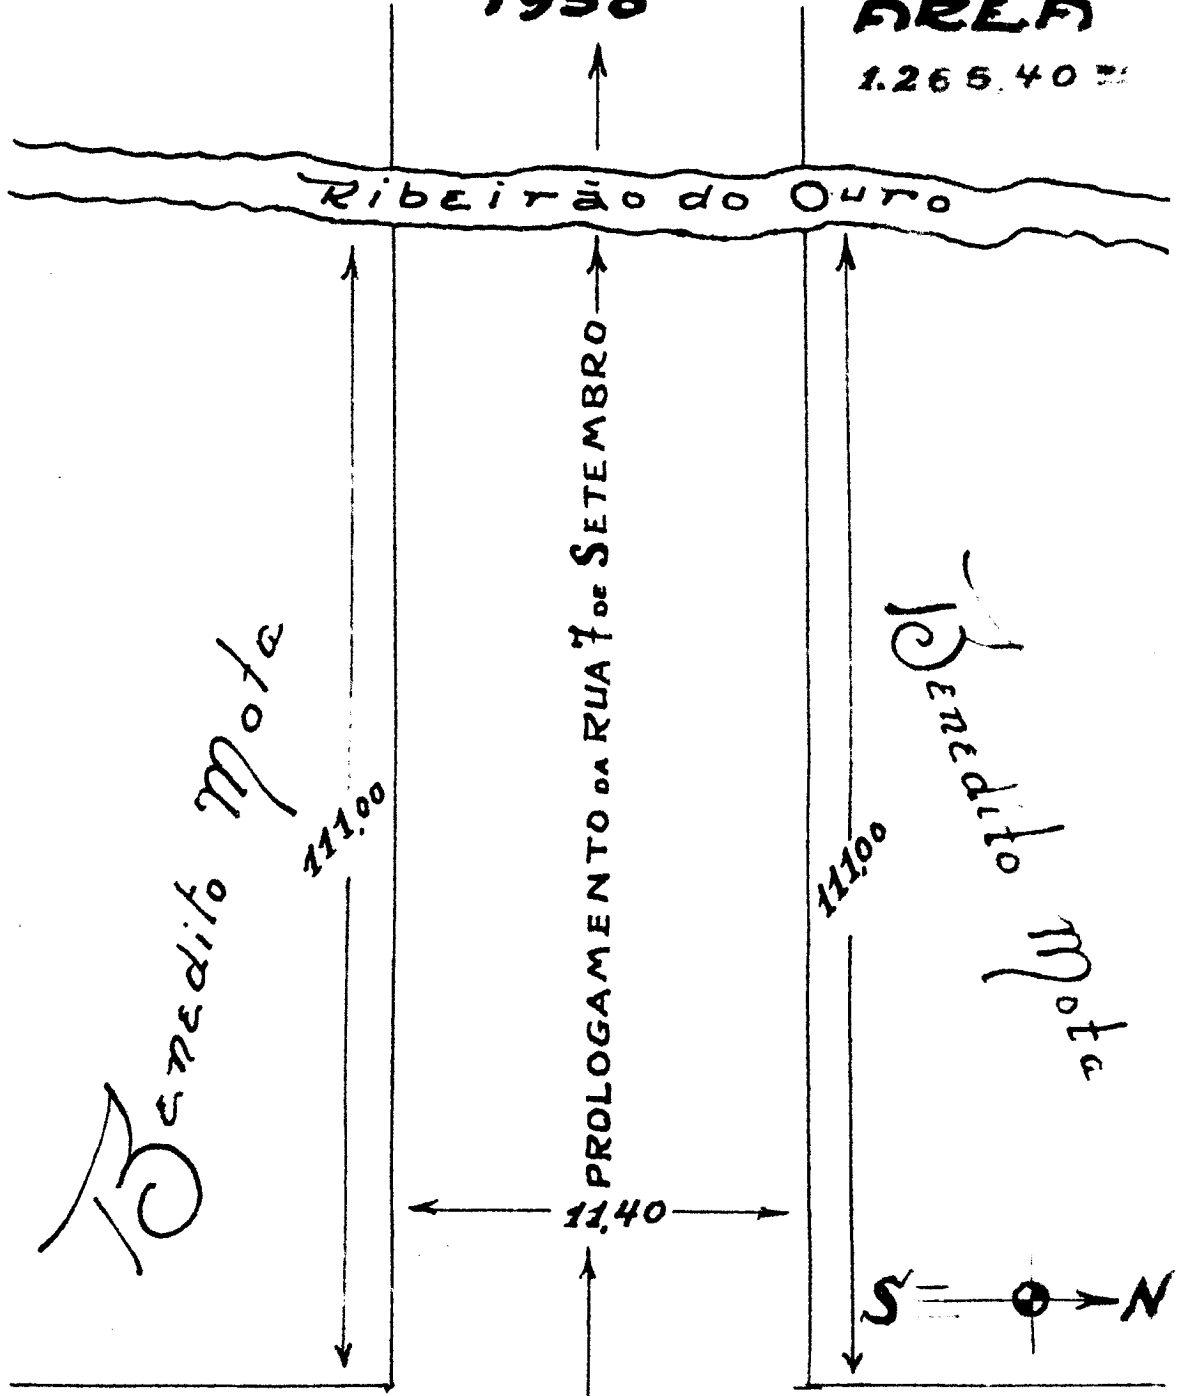 AREA
1.265.40
Ribeirão do Ouro
PROLOGAMENTO DA RUA 7 DE SETEMBRO
Benedito Mota
111,00
111,00
Benedito Mota
11,40
S N